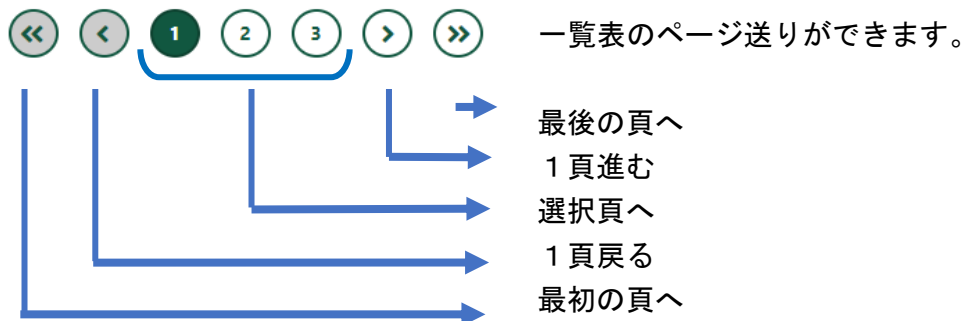 « < 1 2 3 > » 一覧表のページ送りができます。
最後の頁へ
１頁進む
選択頁へ
１頁戻る
最初の頁へ